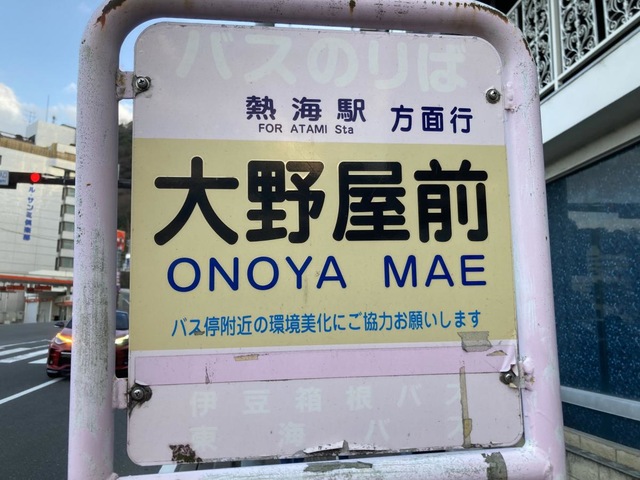 バスのりば
熱海駅 方面行
FOR ATAMI Sta
大野屋前
ONOYA MAE
バス停附近の環境美化にご協力お願いします
伊豆箱根バス
東海バス